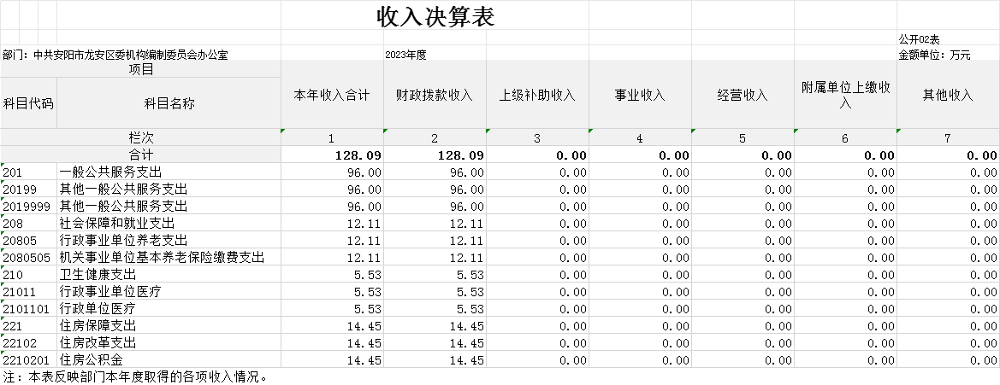 收入决算表
公开02表
部门：中共安阳市龙安区委机构编制委员会办公室 2023年度 金额单位：万元
项目
科目代码 科目名称 本年收入合计 财政拨款收入 上级补助收入 事业收入 经营收入 附属单位上缴收入 其他收入
栏次 1 2 3 4 5 6 7
合计 128.09 128.09 0.00 0.00 0.00 0.00 0.00
201 一般公共服务支出 96.00 96.00 0.00 0.00 0.00 0.00 0.00
20199 其他一般公共服务支出 96.00 96.00 0.00 0.00 0.00 0.00 0.00
2019999 其他一般公共服务支出 96.00 96.00 0.00 0.00 0.00 0.00 0.00
208 社会保障和就业支出 12.11 12.11 0.00 0.00 0.00 0.00 0.00
20805 行政事业单位养老支出 12.11 12.11 0.00 0.00 0.00 0.00 0.00
2080505 机关事业单位基本养老保险缴费支出 12.11 12.11 0.00 0.00 0.00 0.00 0.00
210 卫生健康支出 5.53 5.53 0.00 0.00 0.00 0.00 0.00
21011 行政事业单位医疗 5.53 5.53 0.00 0.00 0.00 0.00 0.00
2101101 行政单位医疗 5.53 5.53 0.00 0.00 0.00 0.00 0.00
221 住房保障支出 14.45 14.45 0.00 0.00 0.00 0.00 0.00
22102 住房改革支出 14.45 14.45 0.00 0.00 0.00 0.00 0.00
2210201 住房公积金 14.45 14.45 0.00 0.00 0.00 0.00 0.00
注：本表反映部门本年度取得的各项收入情况。